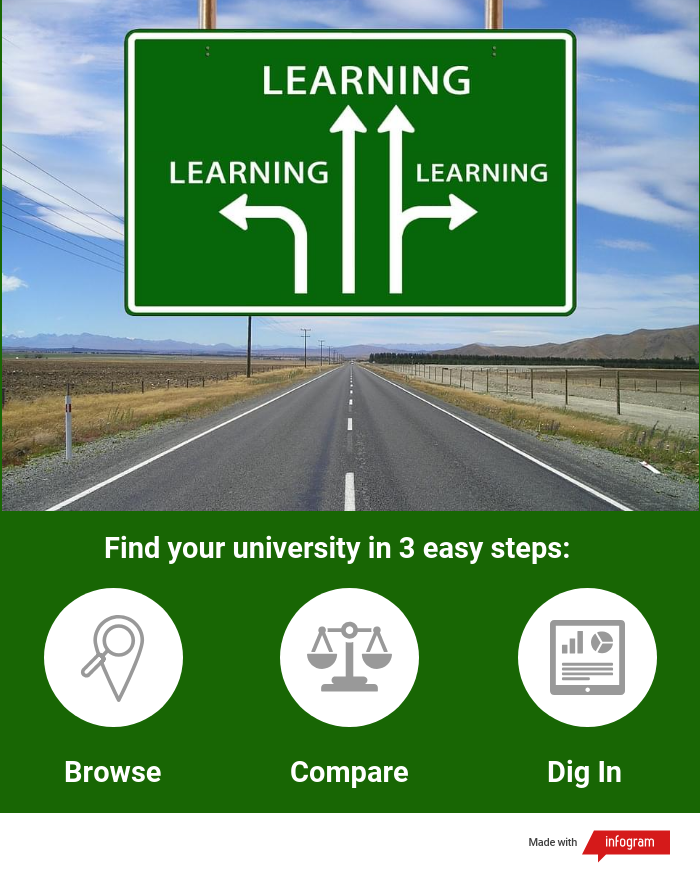 LEARNING
LEARNING
LEARNING
Find your university in 3 easy steps:
Browse
Compare
Dig In
Made with
infogram